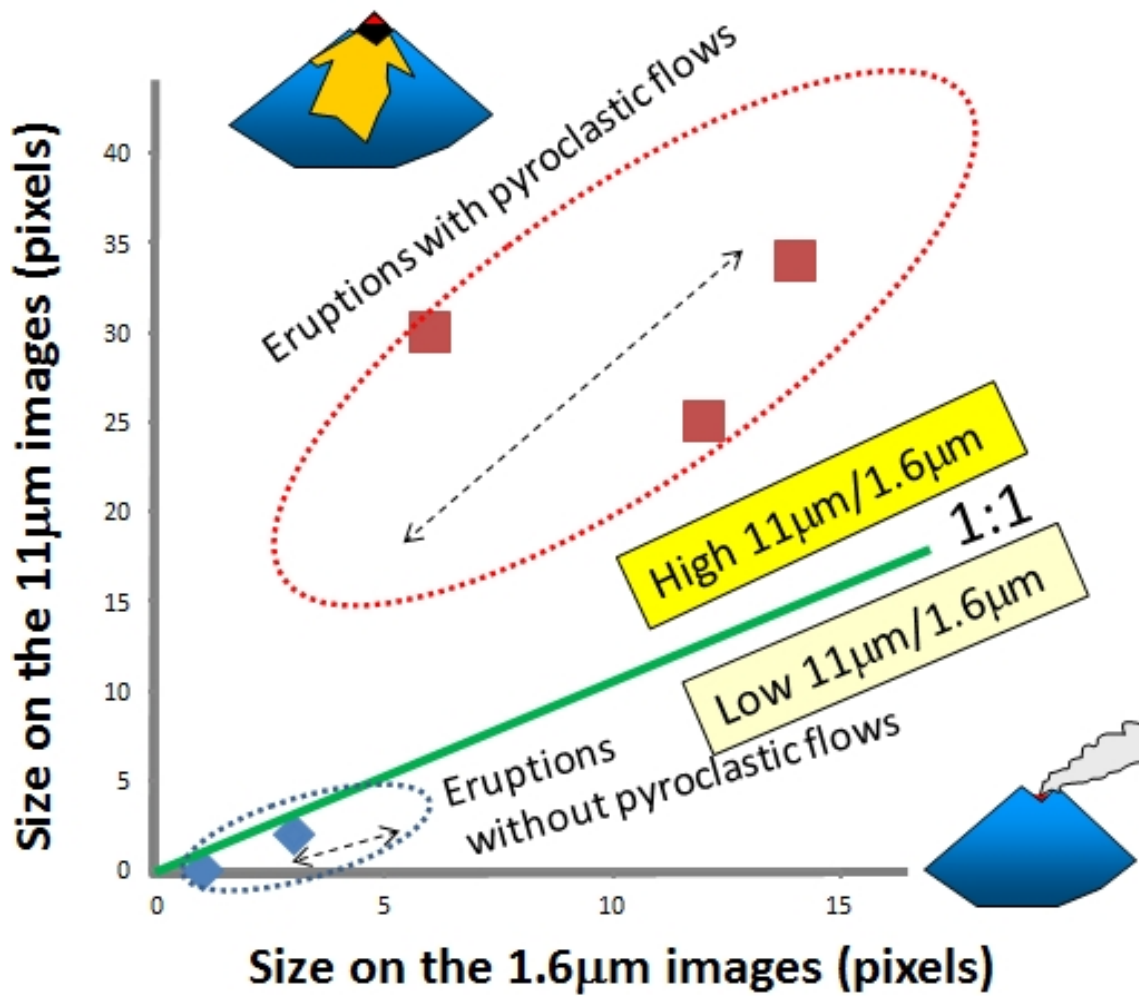 Size on the 11μm images (pixels)
40
35
30
25
20
15
10
5
0
Eruptions with pyroclastic flows
High 11μm/1.6μm
1:1
Low 11μm/1.6μm
Eruptions
without pyroclastic flows
0
5
10
15
Size on the 1.6μm images (pixels)